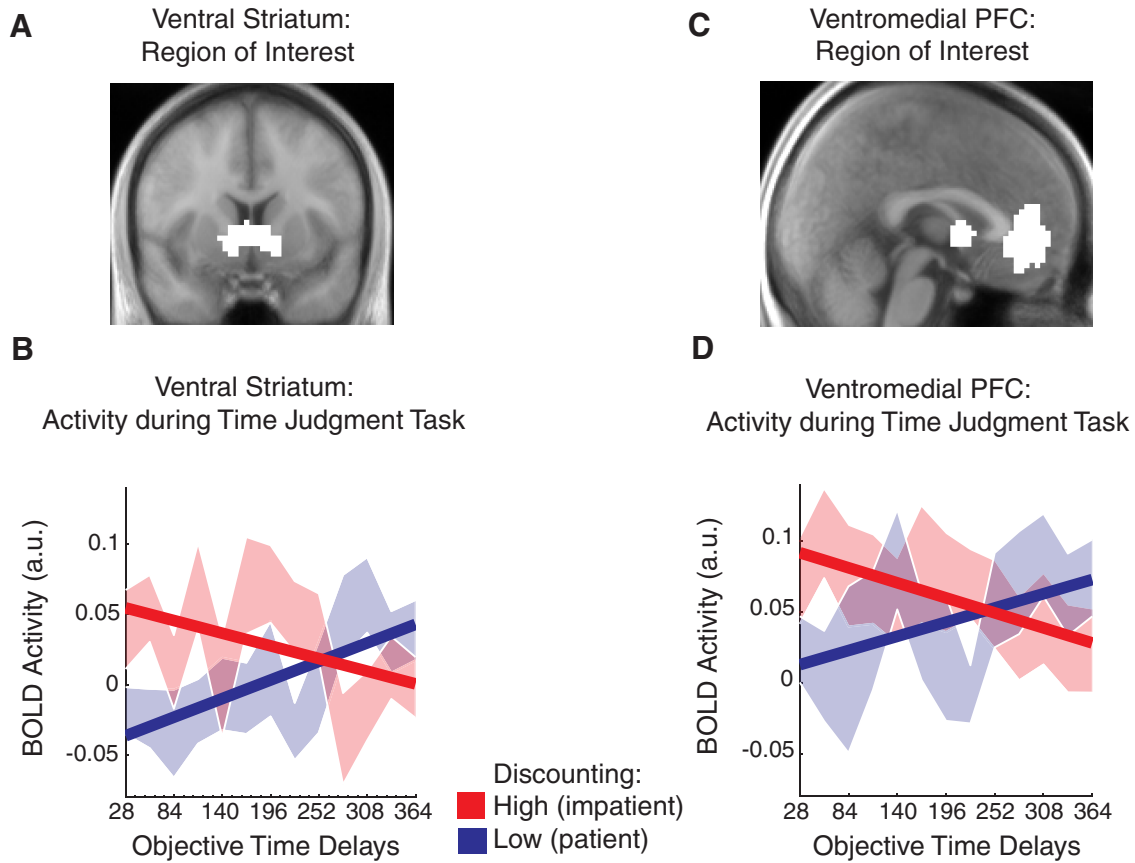 A
Ventral Striatum:
Region of Interest
B
Ventral Striatum:
Activity during Time Judgment Task
BOLD Activity (a.u.)
0.1
0.05
0
-0.05
28 84 140 196 252 308 364
Objective Time Delays
Discounting:
High (impatient)
Low (patient)
C
Ventromedial PFC:
Region of Interest
D
Ventromedial PFC:
Activity during Time Judgment Task
BOLD Activity (a.u.)
0.1
0.05
0
-0.05
28 84 140 196 252 308 364
Objective Time Delays